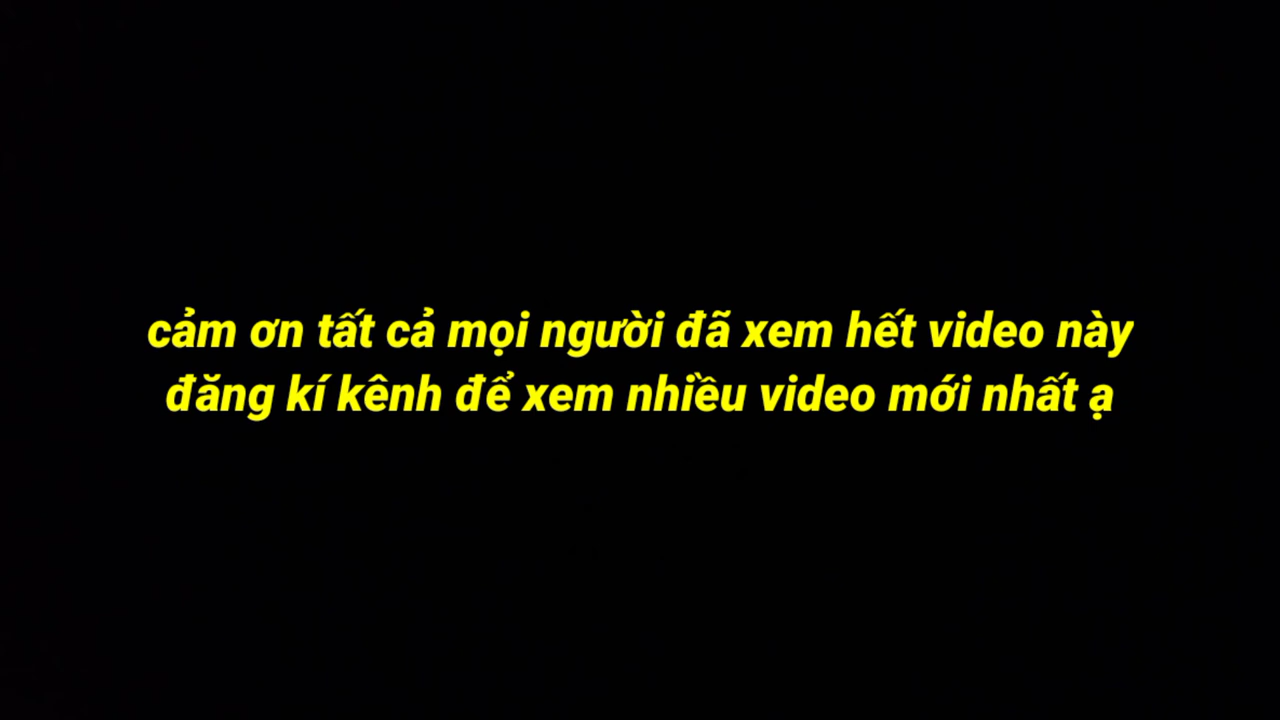 cảm ơn tất cả mọi người đã xem hết video này
đăng kí kênh để xem nhiều video mới nhất ạ